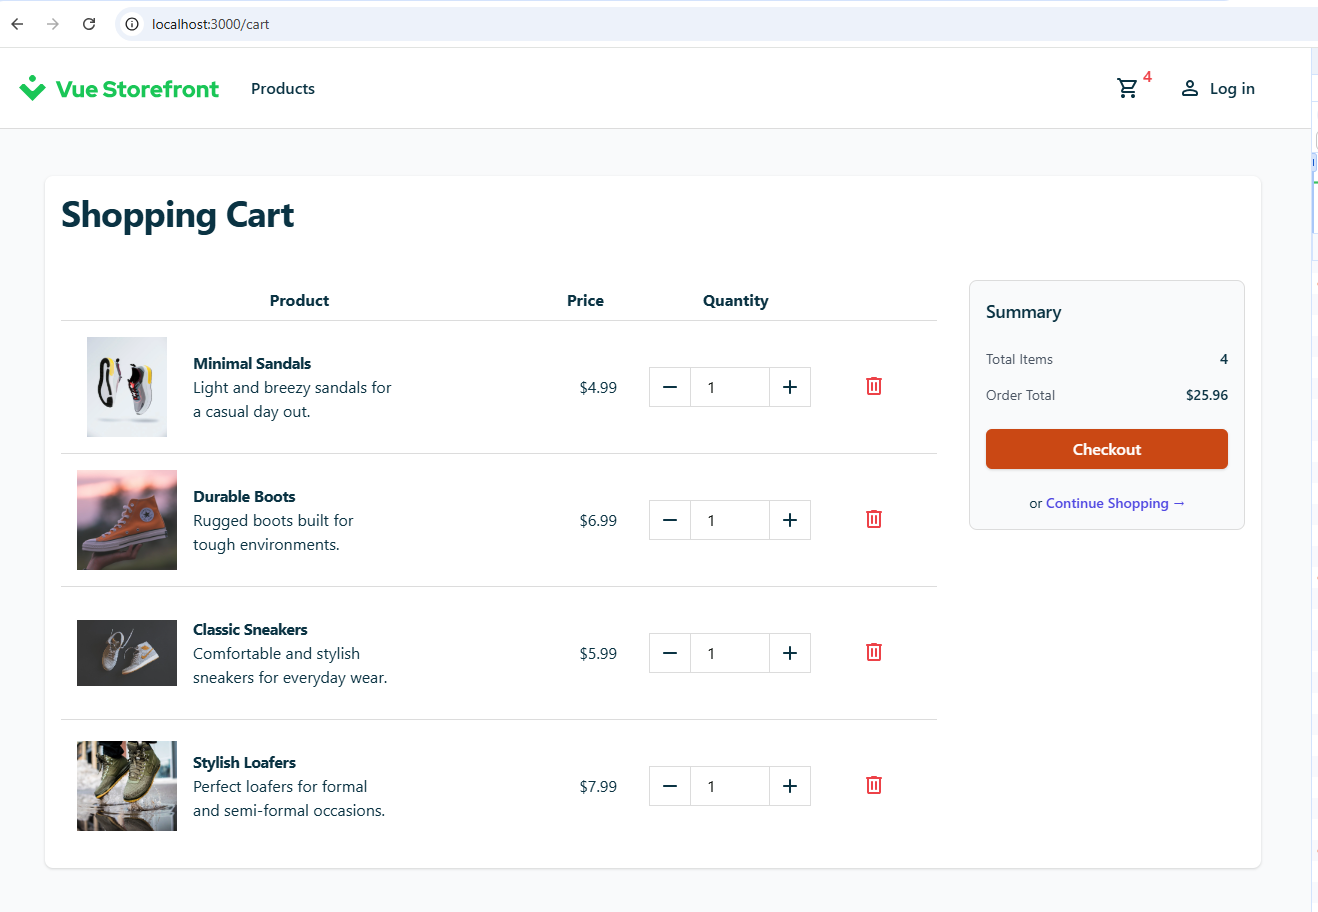 localhost:3000/cart
Vue Storefront
Products
4
Log in
Shopping Cart
Product Price Quantity
Minimal Sandals
Light and breezy sandals for
a casual day out.
$4.99
1
Durable Boots
Rugged boots built for
tough environments.
$6.99
1
Classic Sneakers
Comfortable and stylish
sneakers for everyday wear.
$5.99
1
Stylish Loafers
Perfect loafers for formal
and semi-formal occasions.
$7.99
1
Summary
Total Items 4
Order Total $25.96
Checkout
or Continue Shopping →